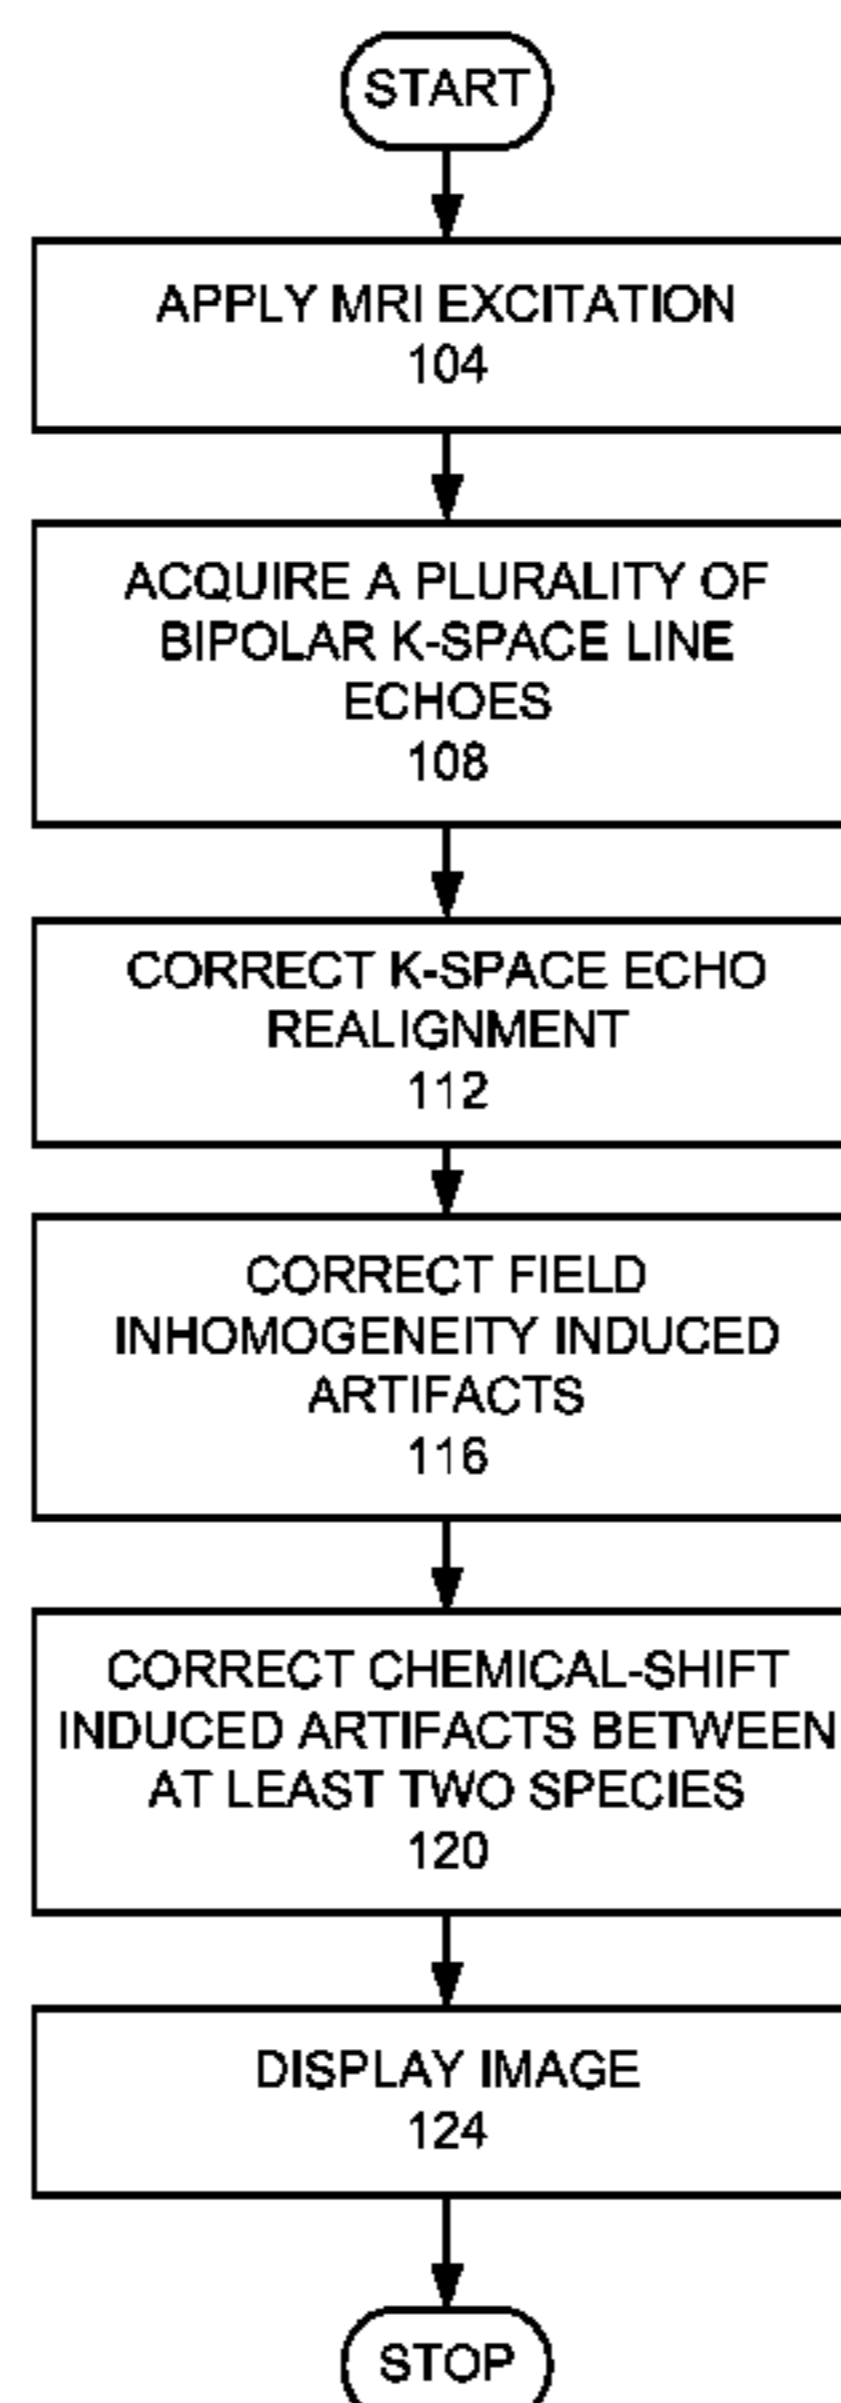 START
APPLY MRI EXCITATION
104
ACQUIRE A PLURALITY OF
BIPOLAR K-SPACE LINE
ECHOES
108
CORRECT K-SPACE ECHO
REALIGNMENT
112
CORRECT FIELD
INHOMOGENEITY INDUCED
ARTIFACTS
116
CORRECT CHEMICAL-SHIFT
INDUCED ARTIFACTS BETWEEN
AT LEAST TWO SPECIES
120
DISPLAY IMAGE
124
STOP